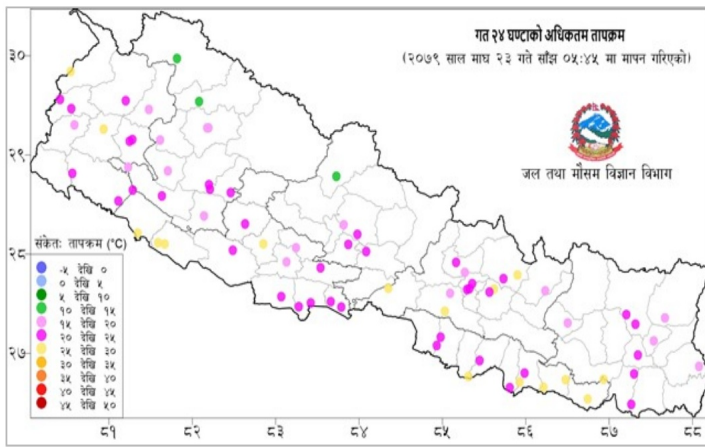 गत २४ घण्टाको अधिकतम तापक्रम
(२०७९ साल माघ २३ गते साँझ ०५:४५ मा मापन गरिएको)
जल तथा मौसम विज्ञान विभाग
३०
२९
२८
२७
संकेतः तापक्रम (°C)
-५ देखि ०
० देखि ५
५ देखि १०
१० देखि १५
१५ देखि २०
२० देखि २५
२५ देखि ३०
३० देखि ३५
३५ देखि ४०
४० देखि ४५
४५ देखि ५०
८१ ८२ ८३ ८४ ८५ ८६ ८७ ८८